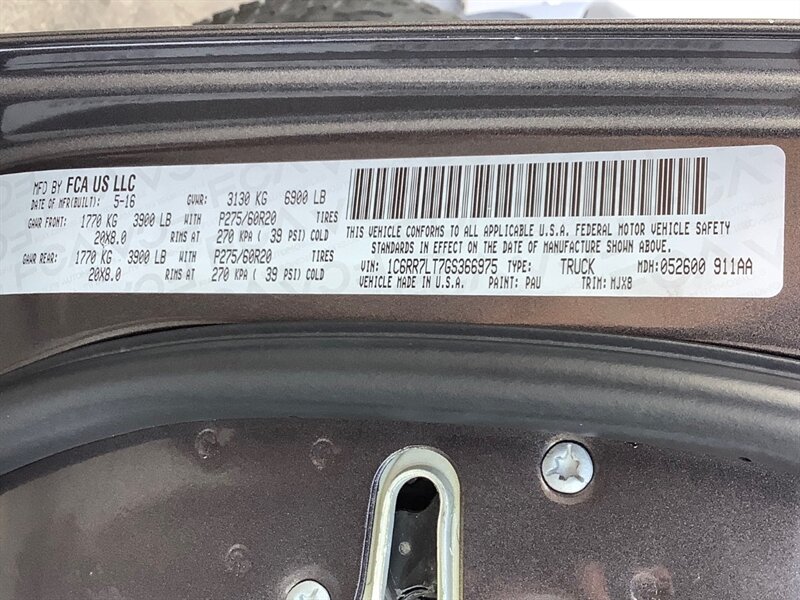 MFD BY FCA US LLC
DATE OF MFR(BUILT): 5-16 GVWR: 3130 KG 6900 LB
GAWR FRONT: 1770 KG 3900 LB WITH P275/60R20 TIRES
20X8.0 RIMS AT 270 KPA ( 39 PSI) COLD
GAWR REAR: 1770 KG 3900 LB WITH P275/60R20 TIRES
20X8.0 RIMS AT 270 KPA ( 39 PSI) COLD
THIS VEHICLE CONFORMS TO ALL APPLICABLE U.S.A. FEDERAL MOTOR VEHICLE SAFETY
STANDARDS IN EFFECT ON THE DATE OF MANUFACTURE SHOWN ABOVE.
VIN: 1C6RR7LT7GS366975 TYPE: TRUCK MDH: 052600 911AA
VEHICLE MADE IN U.S.A. PAINT: PAU TRIM: MJX8